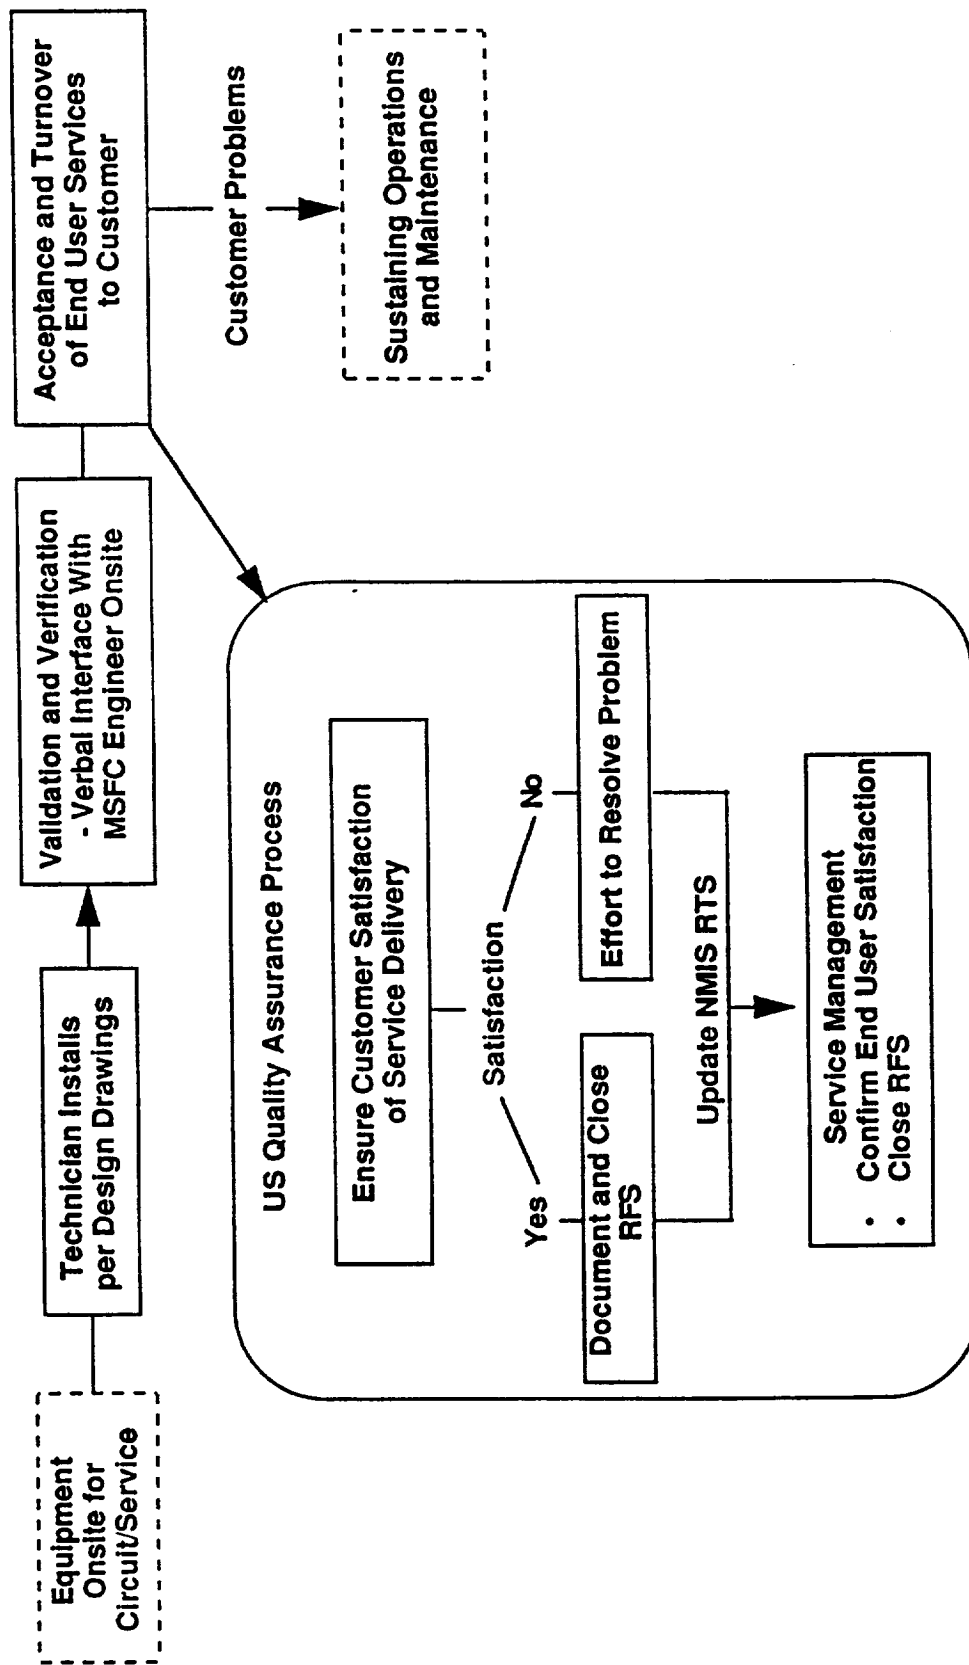 Equipment
Onsite for
Circuit/Service
Technician Installs
per Design Drawings
Validation and Verification
- Verbal Interface With
MSFC Engineer Onsite
Acceptance and Turnover
of End User Services
to Customer
Customer Problems
Sustaining Operations
and Maintenance
US Quality Assurance Process
Ensure Customer Satisfaction
of Service Delivery
Satisfaction
Yes
No
Document and Close
RFS
Effort to Resolve Problem
Update NMIS RTS
Service Management
• Confirm End User Satisfaction
• Close RFS